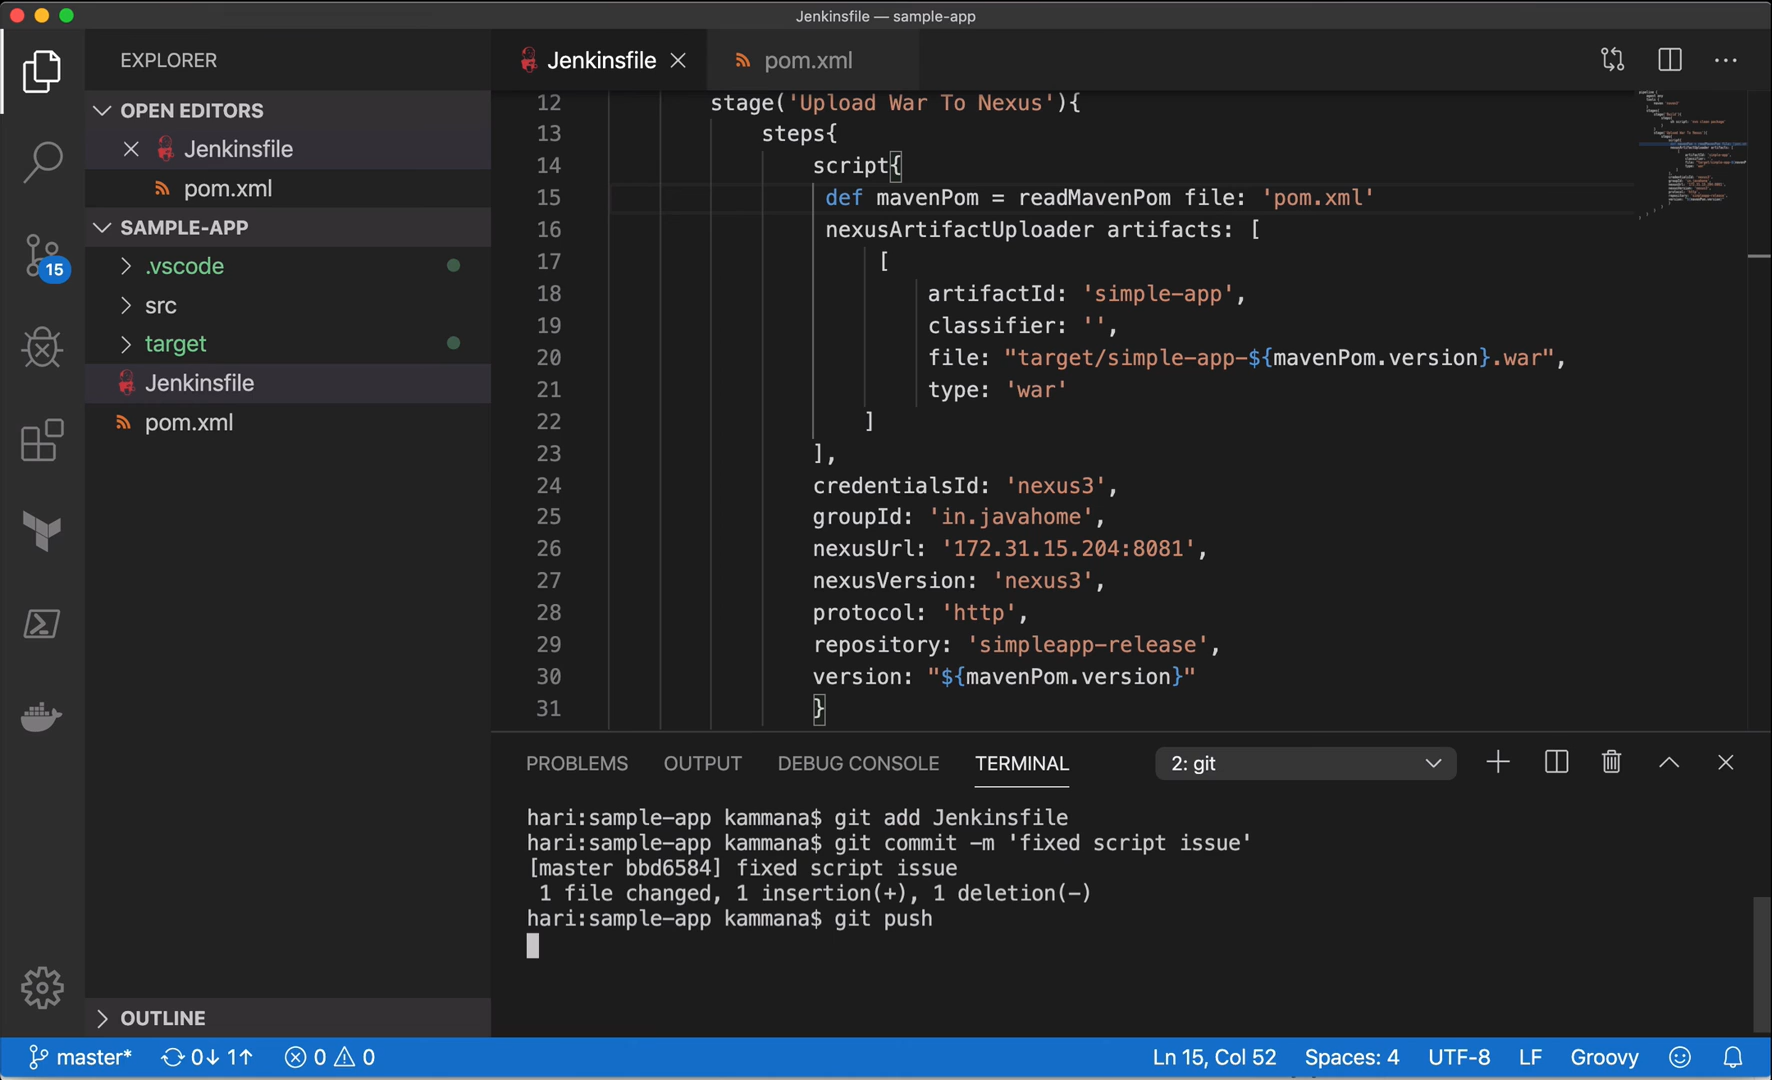 Jenkinsfile — sample-app
EXPLORER
OPEN EDITORS
Jenkinsfile
pom.xml
SAMPLE-APP
.vscode
src
target
Jenkinsfile
pom.xml
OUTLINE
15
Jenkinsfile
pom.xml
12 stage('Upload War To Nexus'){
13 steps{
14 script{
15 def mavenPom = readMavenPom file: 'pom.xml'
16 nexusArtifactUploader artifacts: [
17 [
18 artifactId: 'simple-app',
19 classifier: '',
20 file: "target/simple-app-${mavenPom.version}.war",
21 type: 'war'
22 ]
23 ],
24 credentialsId: 'nexus3',
25 groupId: 'in.javahome',
26 nexusUrl: '172.31.15.204:8081',
27 nexusVersion: 'nexus3',
28 protocol: 'http',
29 repository: 'simpleapp-release',
30 version: "${mavenPom.version}"
31 }
PROBLEMS OUTPUT DEBUG CONSOLE TERMINAL 2: git
hari:sample-app kammana$ git add Jenkinsfile
hari:sample-app kammana$ git commit -m 'fixed script issue'
[master bbd6584] fixed script issue
1 file changed, 1 insertion(+), 1 deletion(-)
hari:sample-app kammana$ git push
master* 0↓ 1↑ 0 0 Ln 15, Col 52 Spaces: 4 UTF-8 LF Groovy